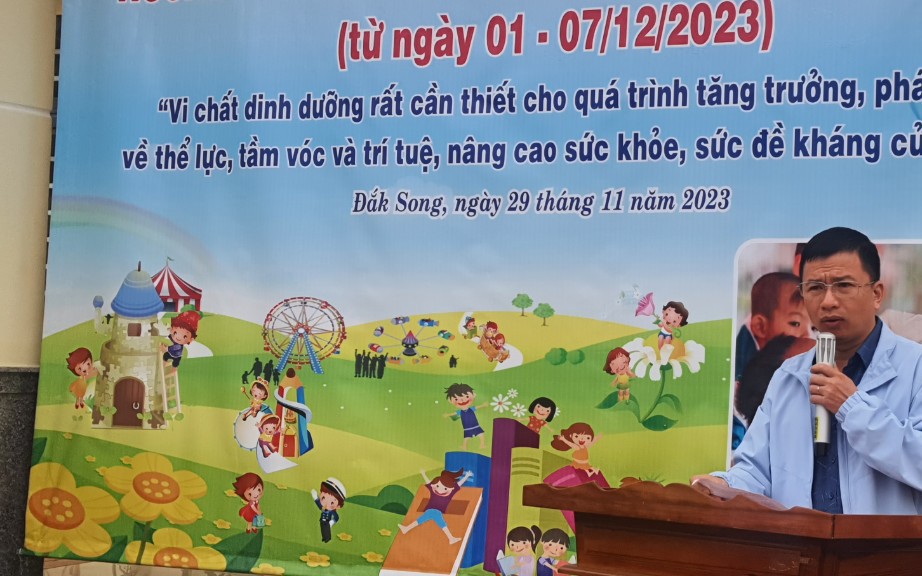 (từ ngày 01 - 07/12/2023)
“Vi chất dinh dưỡng rất cần thiết cho quá trình tăng trưởng,
về thể lực, tầm vóc và trí tuệ, nâng cao sức khỏe, sức đề kháng
Đắk Song, ngày 29 tháng 11 năm 2023